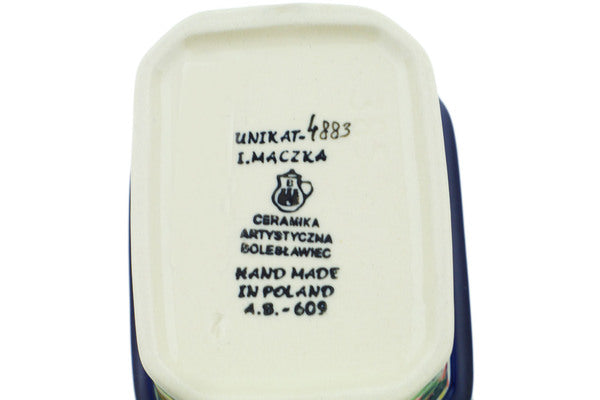 UNIKAT-4883
I.MACZKA
CERAMIKA
ARTYSTYCZNA
BOLESŁAWIEC
HAND MADE
IN POLAND
A.B.-609